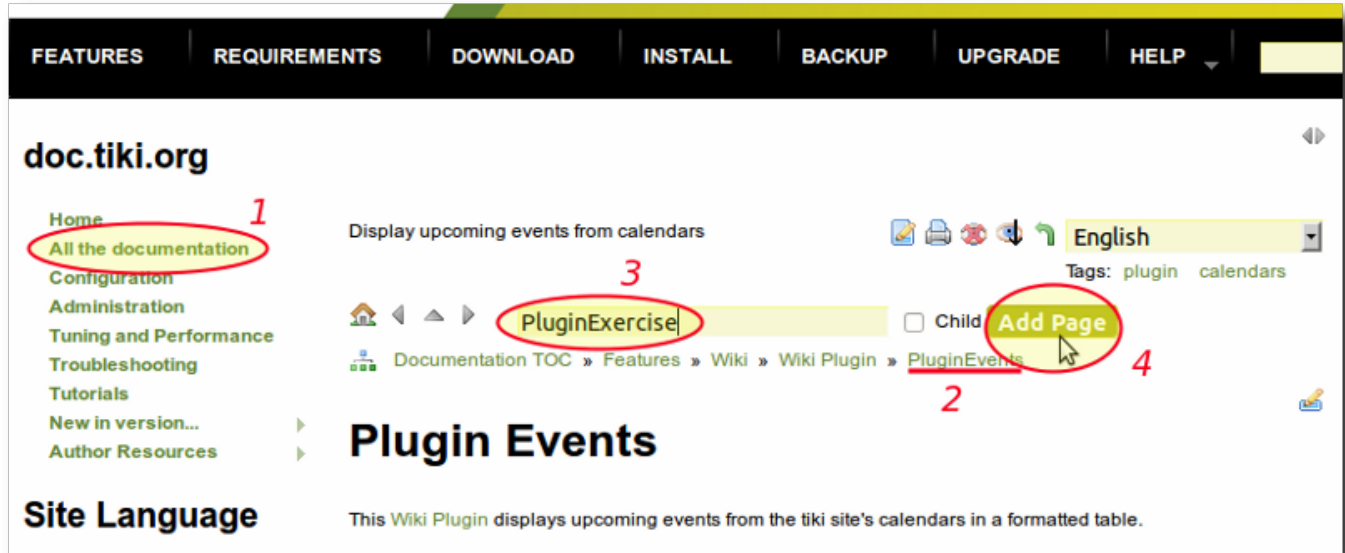 FEATURES REQUIREMENTS DOWNLOAD INSTALL BACKUP UPGRADE HELP
doc.tiki.org
Home 1
All the documentation
Configuration
Administration
Tuning and Performance
Troubleshooting
Tutorials
New in version...
Author Resources
Site Language
Display upcoming events from calendars
English
Tags: plugin calendars
3
PluginExercise Child Add Page
Documentation TOC » Features » Wiki » Wiki Plugin » PluginEvents 4
2
Plugin Events
This Wiki Plugin displays upcoming events from the tiki site's calendars in a formatted table.